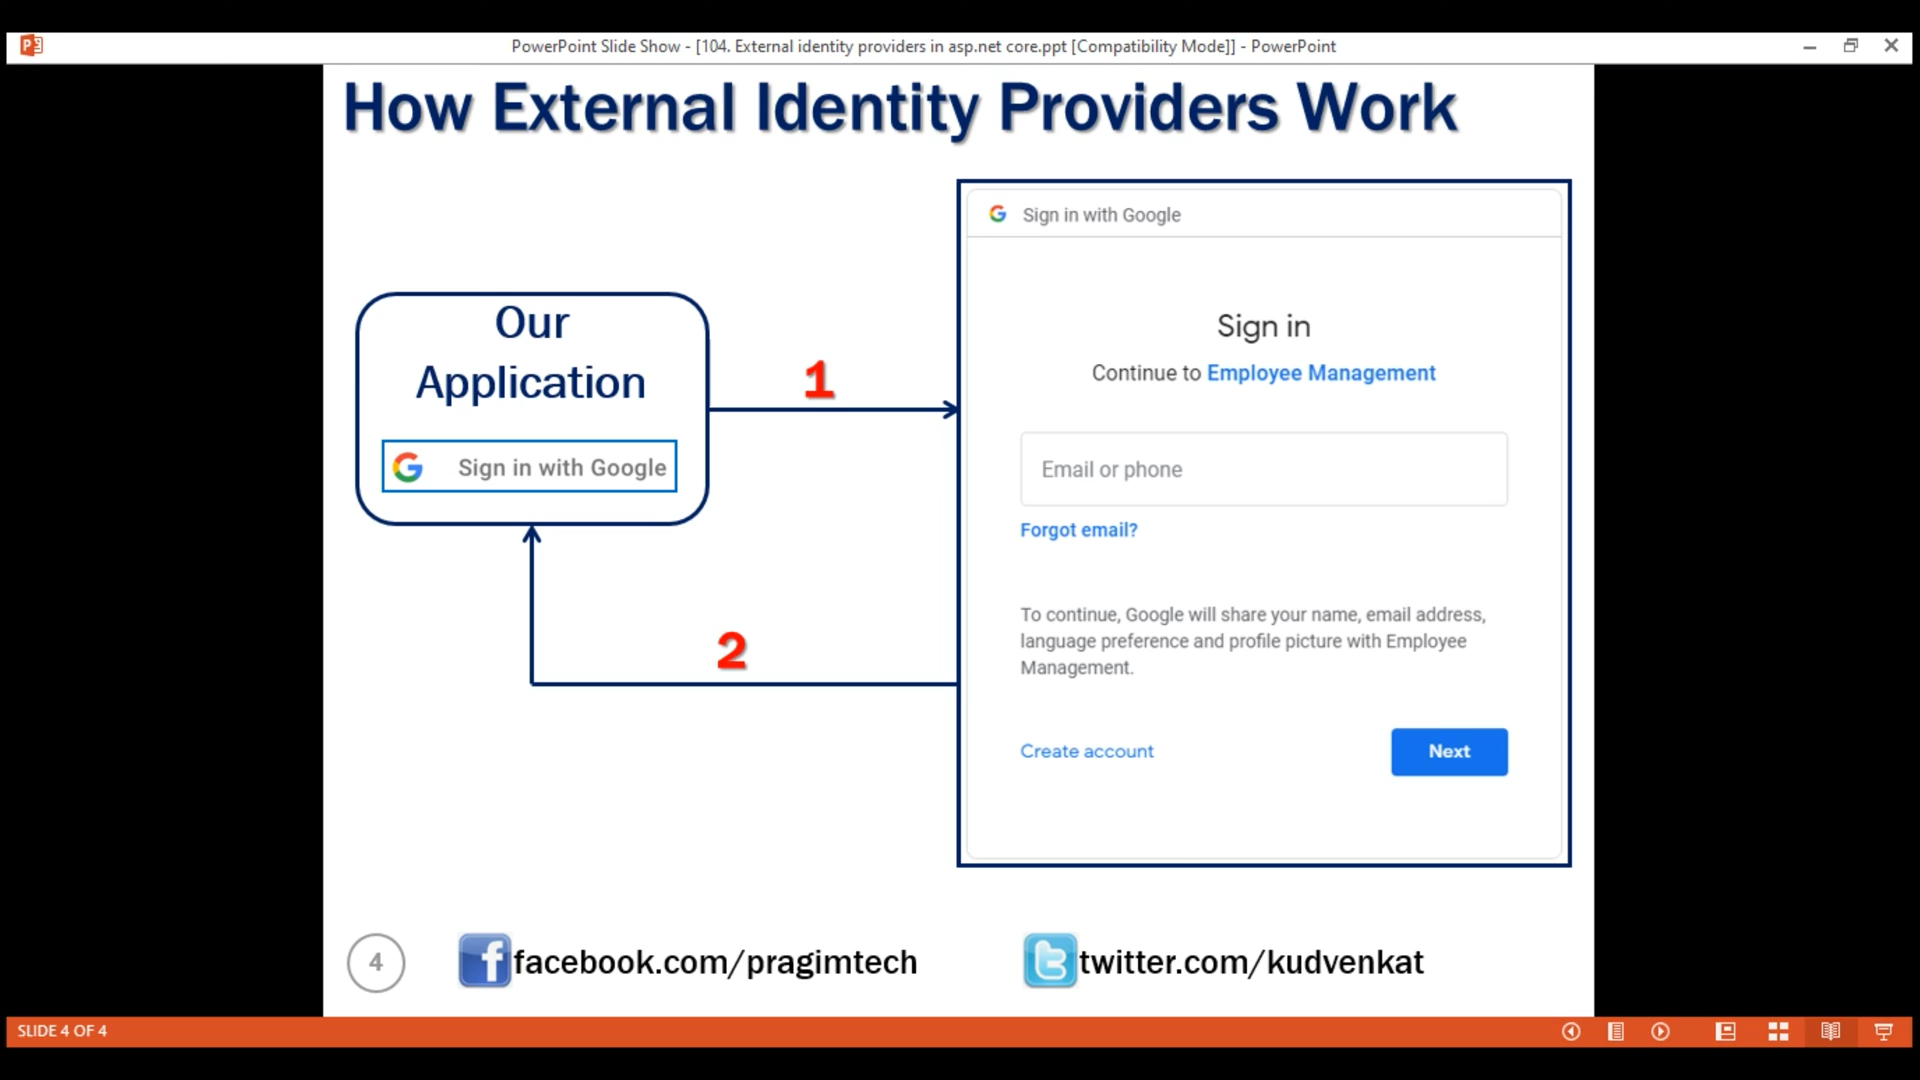 PowerPoint Slide Show - [104. External identity providers in asp.net core.ppt [Compatibility Mode]] - PowerPoint
How External Identity Providers Work
Our
Application
Sign in with Google
1
2
Sign in with Google
Sign in
Continue to Employee Management
Email or phone
Forgot email?
To continue, Google will share your name, email address,
language preference and profile picture with Employee
Management.
Create account
Next
4
facebook.com/pragimtech
twitter.com/kudvenkat
SLIDE 4 OF 4